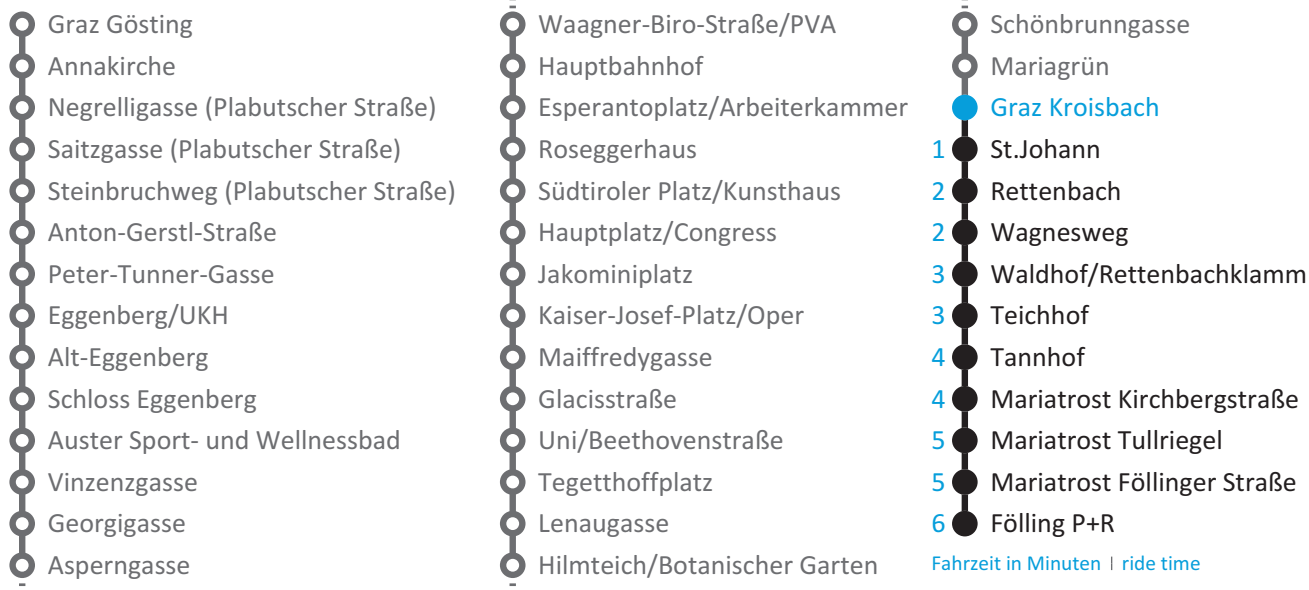 Graz Gösting
Annakirche
Negrelligasse (Plabutscher Straße)
Saitzgasse (Plabutscher Straße)
Steinbruchweg (Plabutscher Straße)
Anton-Gerstl-Straße
Peter-Tunner-Gasse
Eggenberg/UKH
Alt-Eggenberg
Schloss Eggenberg
Auster Sport- und Wellnessbad
Vinzenzgasse
Georgigasse
Asperngasse
Waagner-Biro-Straße/PVA
Hauptbahnhof
Esperantoplatz/Arbeiterkammer
Roseggerhaus
Südtiroler Platz/Kunsthaus
Hauptplatz/Congress
Jakominiplatz
Kaiser-Josef-Platz/Oper
Maiffredygasse
Glacisstraße
Uni/Beethovenstraße
Tegetthoffplatz
Lenaugasse
Hilmteich/Botanischer Garten
Schönbrunngasse
Mariagrün
Graz Kroisbach
1 St.Johann
2 Rettenbach
2 Wagnesweg
3 Waldhof/Rettenbachklamm
3 Teichhof
4 Tannhof
4 Mariatrost Kirchbergstraße
5 Mariatrost Tullriegel
5 Mariatrost Föllinger Straße
6 Fölling P+R
Fahrzeit in Minuten | ride time